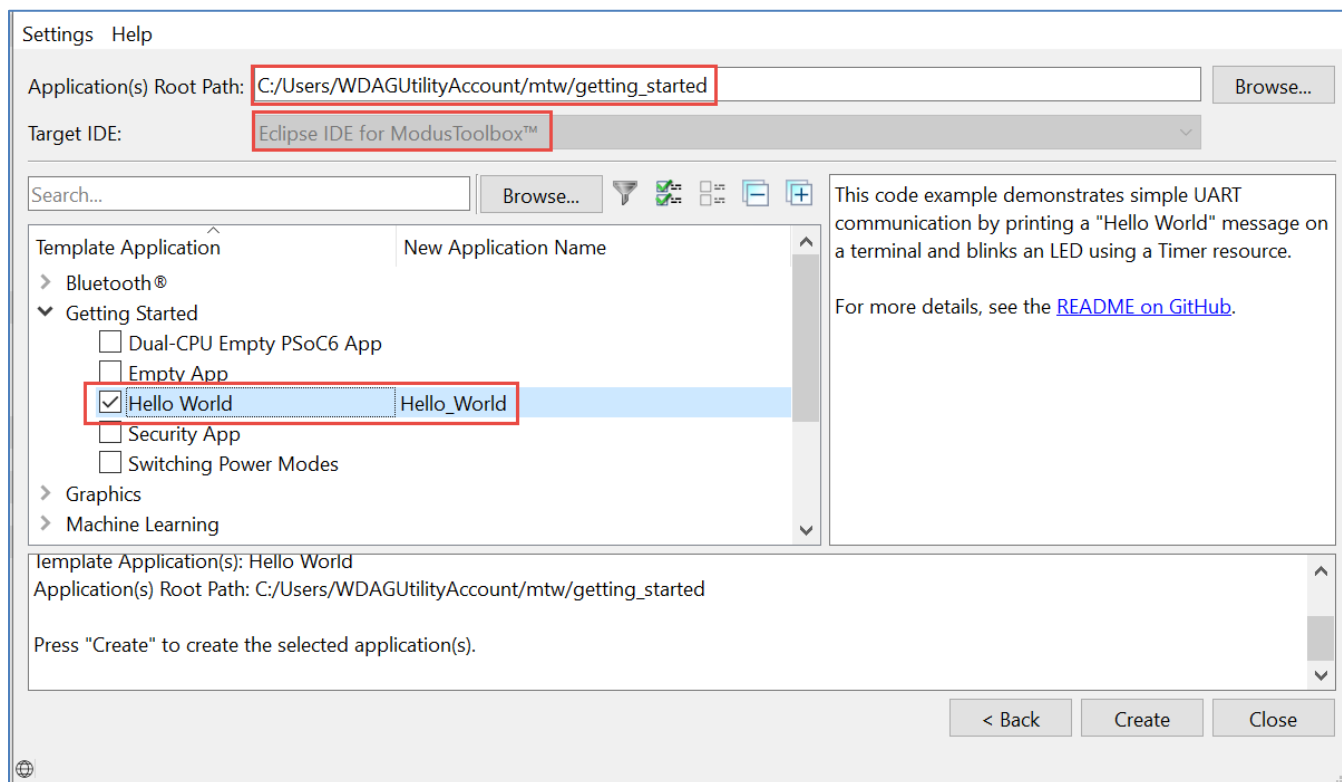 Settings Help
Application(s) Root Path: C:/Users/WDAGUtilityAccount/mtw/getting_started Browse...
Target IDE: Eclipse IDE for ModusToolbox™
Search... Browse...
Template Application New Application Name
Bluetooth®
Getting Started
Dual-CPU Empty PSoC6 App
Empty App
Hello World Hello_World
Security App
Switching Power Modes
Graphics
Machine Learning
This code example demonstrates simple UART
communication by printing a "Hello World" message on
a terminal and blinks an LED using a Timer resource.
For more details, see the README on GitHub.
Template Application(s): Hello World
Application(s) Root Path: C:/Users/WDAGUtilityAccount/mtw/getting_started
Press "Create" to create the selected application(s).
< Back Create Close